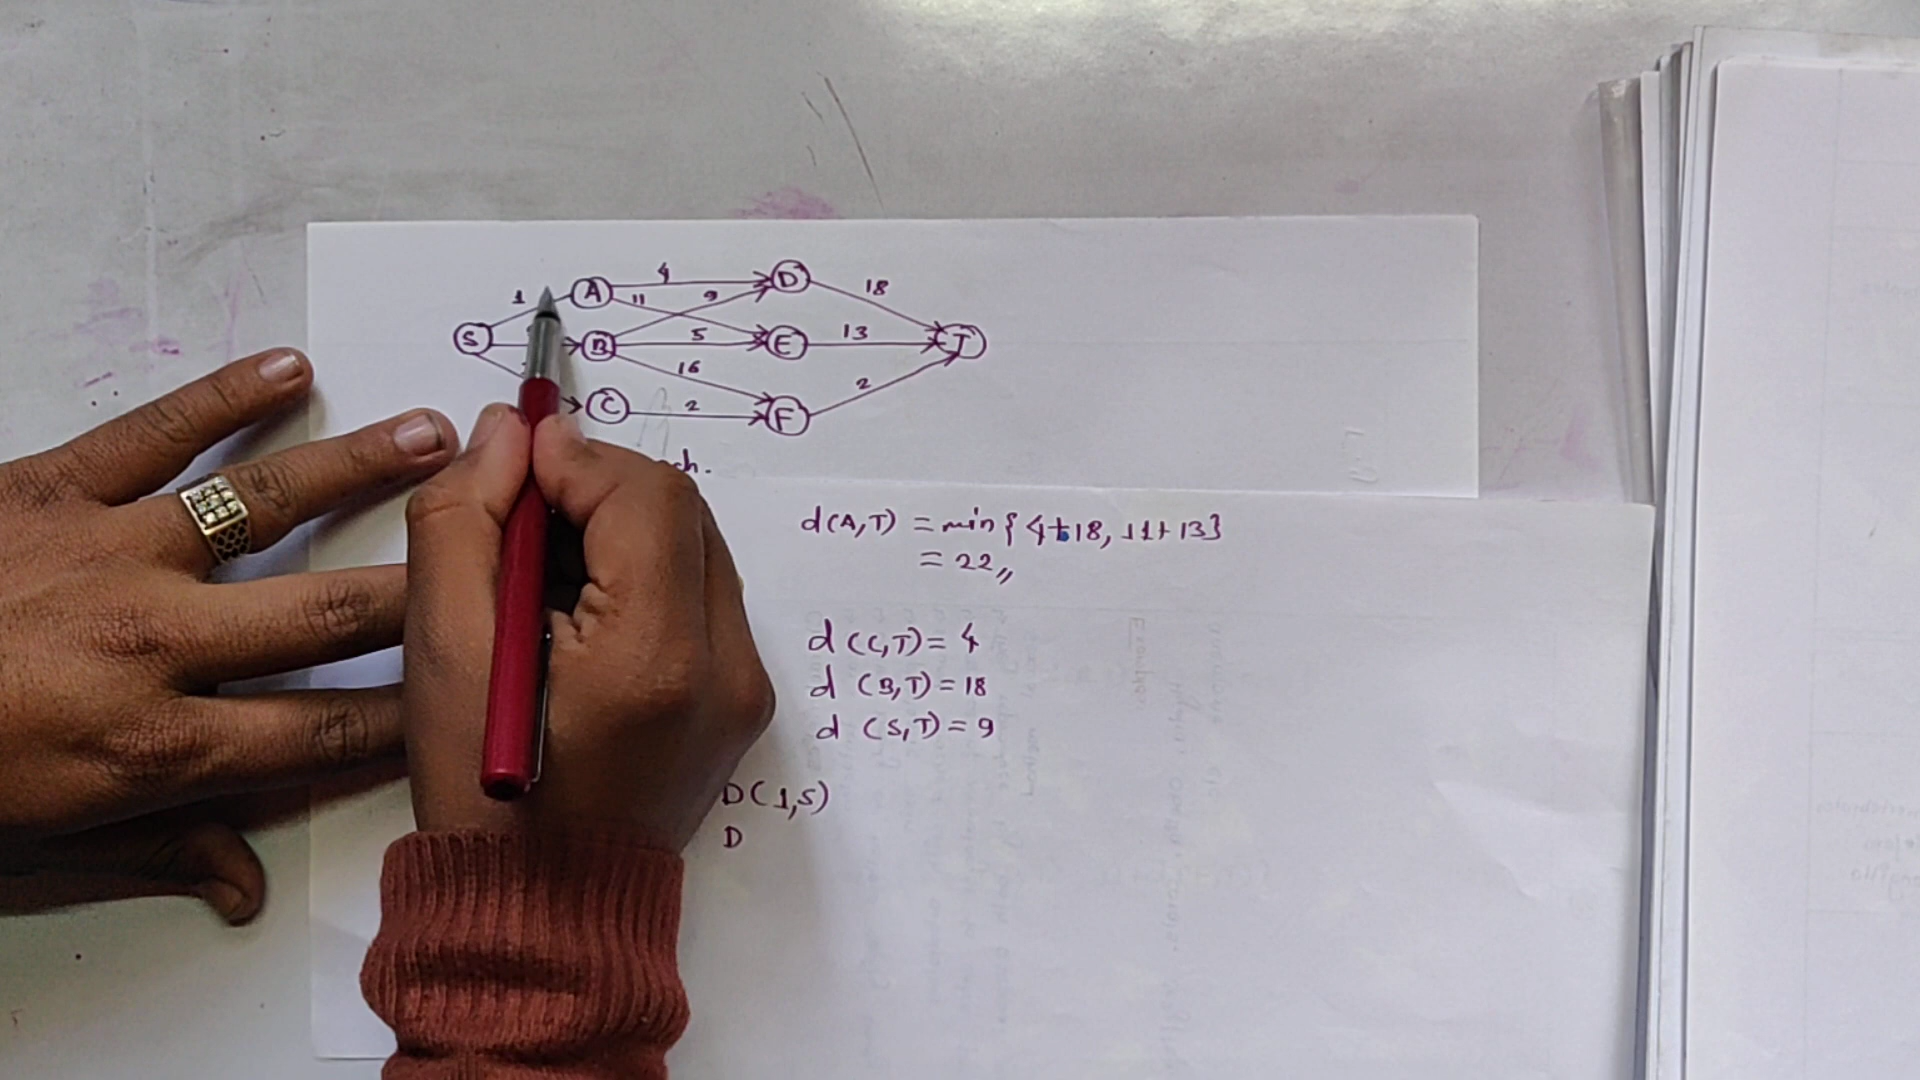 1 A 4 11 9 D 18
S B 5 E 13 T
16 2
C 2 F
d(A,T) = min{ 4+18, 11+13}
= 22,,
d (C,T) = 4
d (B,T) = 18
d (S,T) = 9
D(1,S)
D